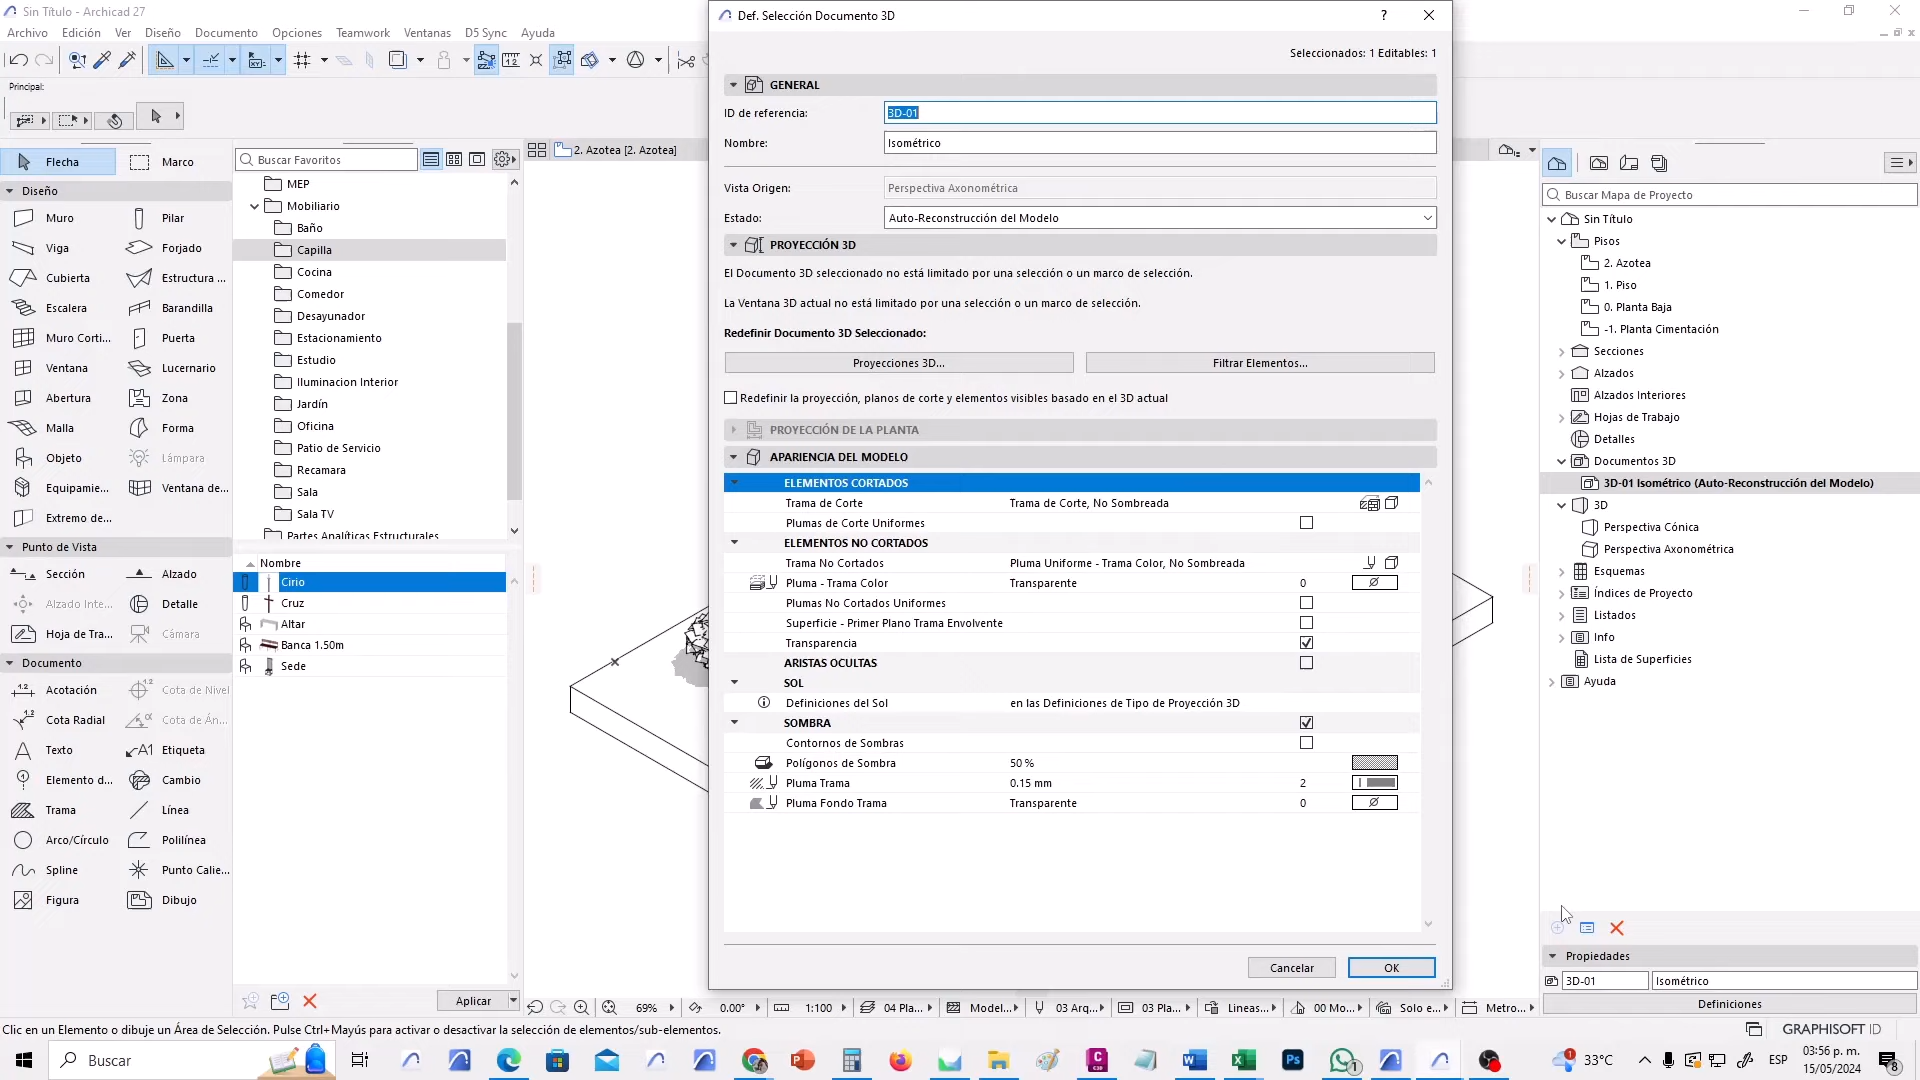 Sin Título - Archicad 27
Archivo Edición Ver Diseño Documento Opciones Teamwork Ventanas D5 Sync Ayuda
Principal:
Flecha Marco
Diseño
Muro Pilar
Viga Forjado
Cubierta Estructura ...
Escalera Barandilla
Muro Corti... Puerta
Ventana Lucernario
Abertura Zona
Malla Forma
Objeto Lámpara
Equipamie... Ventana de...
Extremo de...
Punto de Vista
Sección Alzado
Alzado Inte... Detalle
Hoja de Tra... Cámara
Documento
Acotación Cota de Nivel
Cota Radial Cota de Án...
Texto Etiqueta
Elemento d... Cambio
Trama Línea
Arco/Círculo Polilínea
Spline Punto Calie...
Figura Dibujo
Buscar Favoritos
MEP
Mobiliario
Baño
Capilla
Cocina
Comedor
Desayunador
Estacionamiento
Estudio
Iluminacion Interior
Jardín
Oficina
Patio de Servicio
Recamara
Sala
Sala TV
Partes Analíticas Estructurales
Nombre
Cirio
Cruz
Altar
Banca 1.50m
Sede
Aplicar
2. Azotea [2. Azotea]
Def. Selección Documento 3D
Seleccionados: 1 Editables: 1
GENERAL
ID de referencia: 3D-01
Nombre: Isométrico
Vista Origen: Perspectiva Axonométrica
Estado: Auto-Reconstrucción del Modelo
PROYECCIÓN 3D
El Documento 3D seleccionado no está limitado por una selección o un marco de selección.
La Ventana 3D actual no está limitado por una selección o un marco de selección.
Redefinir Documento 3D Seleccionado:
Proyecciones 3D... Filtrar Elementos...
Redefinir la proyección, planos de corte y elementos visibles basado en el 3D actual
PROYECCIÓN DE LA PLANTA
APARIENCIA DEL MODELO
ELEMENTOS CORTADOS
Trama de Corte Trama de Corte, No Sombreada
Plumas de Corte Uniformes
ELEMENTOS NO CORTADOS
Trama No Cortados Pluma Uniforme - Trama Color, No Sombreada
Pluma - Trama Color Transparente 0
Plumas No Cortados Uniformes
Superficie - Primer Plano Trama Envolvente
Transparencia
ARISTAS OCULTAS
SOL
Definiciones del Sol en las Definiciones de Tipo de Proyección 3D
SOMBRA
Contornos de Sombras
Polígonos de Sombra 50 %
Pluma Trama 0.15 mm 2
Pluma Fondo Trama Transparente 0
Cancelar OK
Buscar Mapa de Proyecto
Sin Título
Pisos
2. Azotea
1. Piso
0. Planta Baja
-1. Planta Cimentación
Secciones
Alzados
Alzados Interiores
Hojas de Trabajo
Detalles
Documentos 3D
3D-01 Isométrico (Auto-Reconstrucción del Modelo)
3D
Perspectiva Cónica
Perspectiva Axonométrica
Esquemas
Índices de Proyecto
Listados
Info
Lista de Superficies
Ayuda
Propiedades
3D-01 Isométrico
Definiciones
69% 0.00° 1:100 04 Pla... Model... 03 Arq... 03 Pla... Lineas... 00 Mo... Solo e... Metro...
Clic en un Elemento o dibuje un Área de Selección. Pulse Ctrl+Mayús para activar o desactivar la selección de elementos/sub-elementos.
GRAPHISOFT ID
Buscar
33°C
ESP
03:56 p. m.
15/05/2024
8